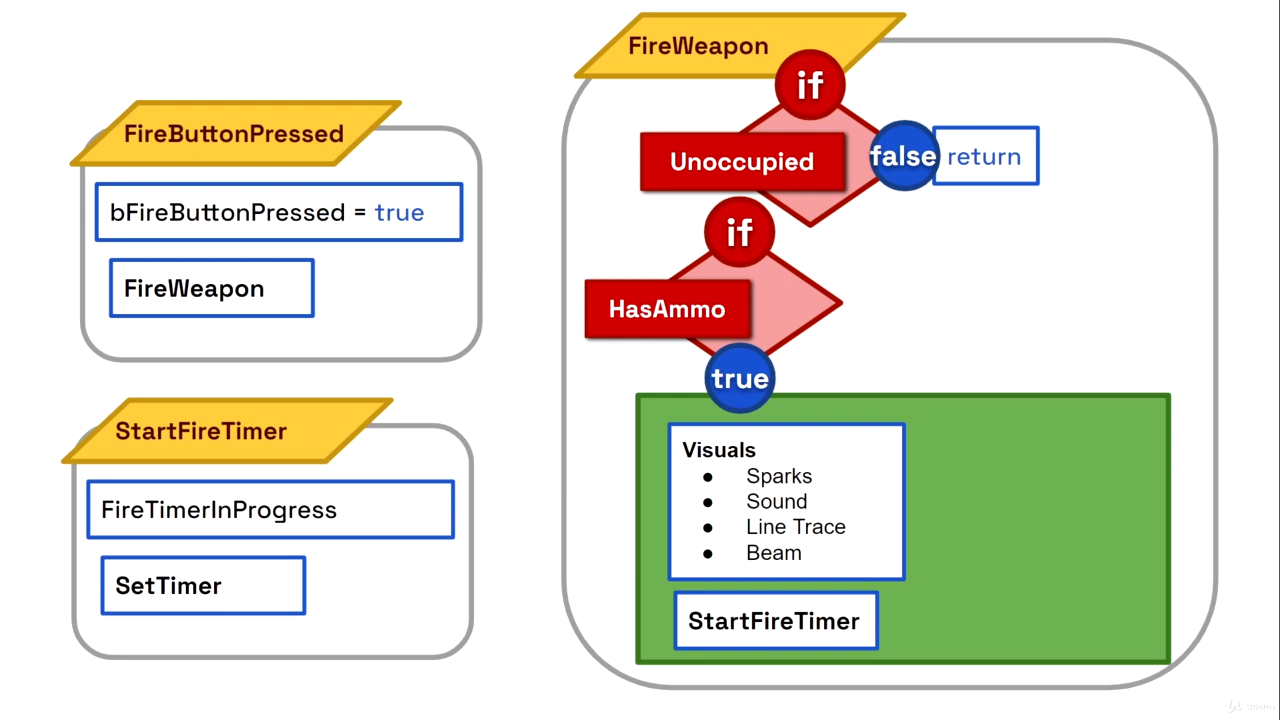 FireButtonPressed
bFireButtonPressed = true
FireWeapon
StartFireTimer
FireTimerInProgress
SetTimer
FireWeapon
if
Unoccupied
false
return
if
HasAmmo
true
Visuals
● Sparks
● Sound
● Line Trace
● Beam
StartFireTimer